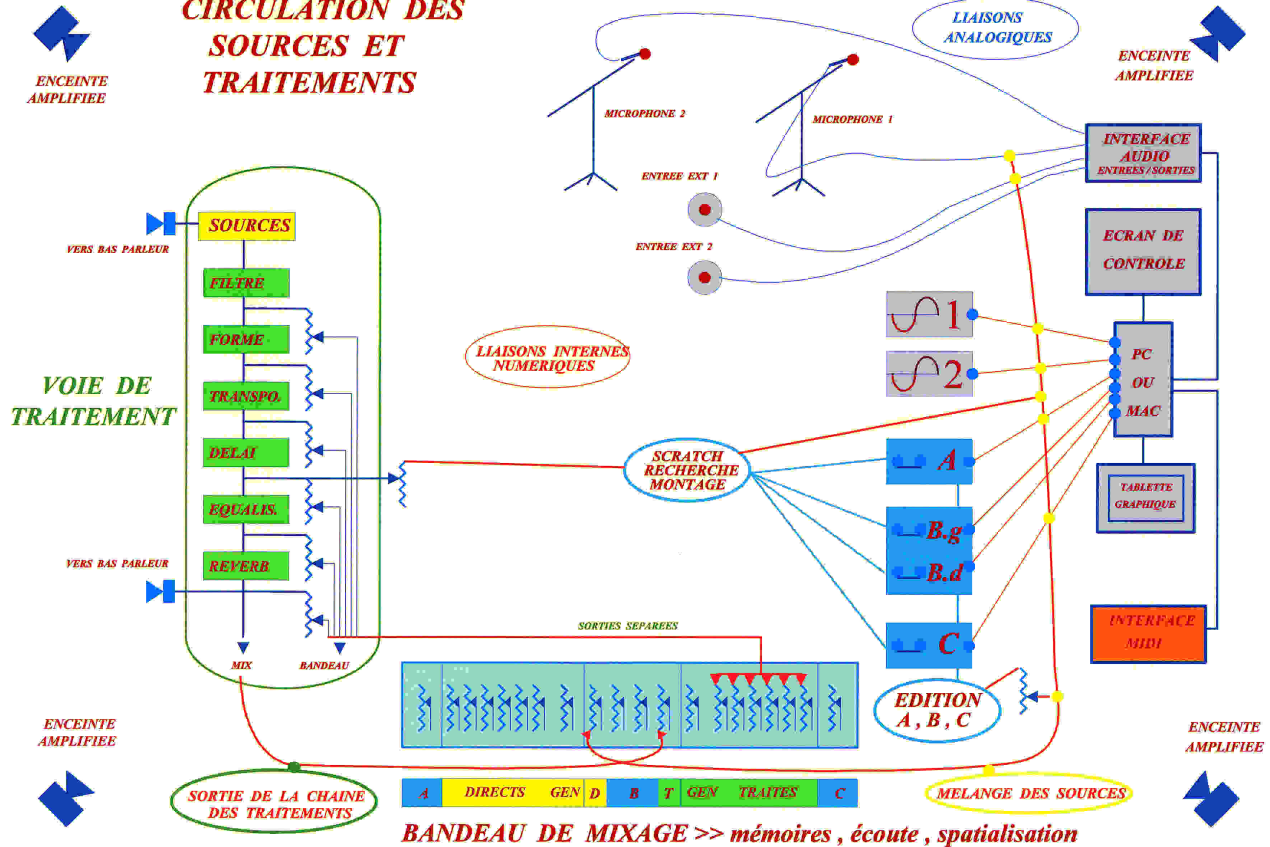 CIRCULATION DES
SOURCES ET
TRAITEMENTS
LIAISONS
ANALOGIQUES
ENCEINTE
AMPLIFIEE
ENCEINTE
AMPLIFIEE
MICROPHONE 2
MICROPHONE 1
INTERFACE
AUDIO
ENTREES / SORTIES
ENTREE EXT 1
ENTREE EXT 2
ECRAN DE
CONTROLE
SOURCES
VERS BAS PARLEUR
FILTRE
FORME
TRANSPO.
DELAI
EQUALIS.
REVERB
VERS BAS PARLEUR
MIX
BANDEAU
VOIE DE
TRAITEMENT
LIAISONS INTERNES
NUMERIQUES
1
2
PC
OU
MAC
SCRATCH
RECHERCHE
MONTAGE
A
B.g
B.d
C
TABLETTE
GRAPHIQUE
INTERFACE
MIDI
SORTIES SEPAREES
EDITION
A , B , C
ENCEINTE
AMPLIFIEE
ENCEINTE
AMPLIFIEE
SORTIE DE LA CHAINE
DES TRAITEMENTS
A DIRECTS GEN D B T GEN TRAITES C
MELANGE DES SOURCES
BANDEAU DE MIXAGE >> mémoires , écoute , spatialisation